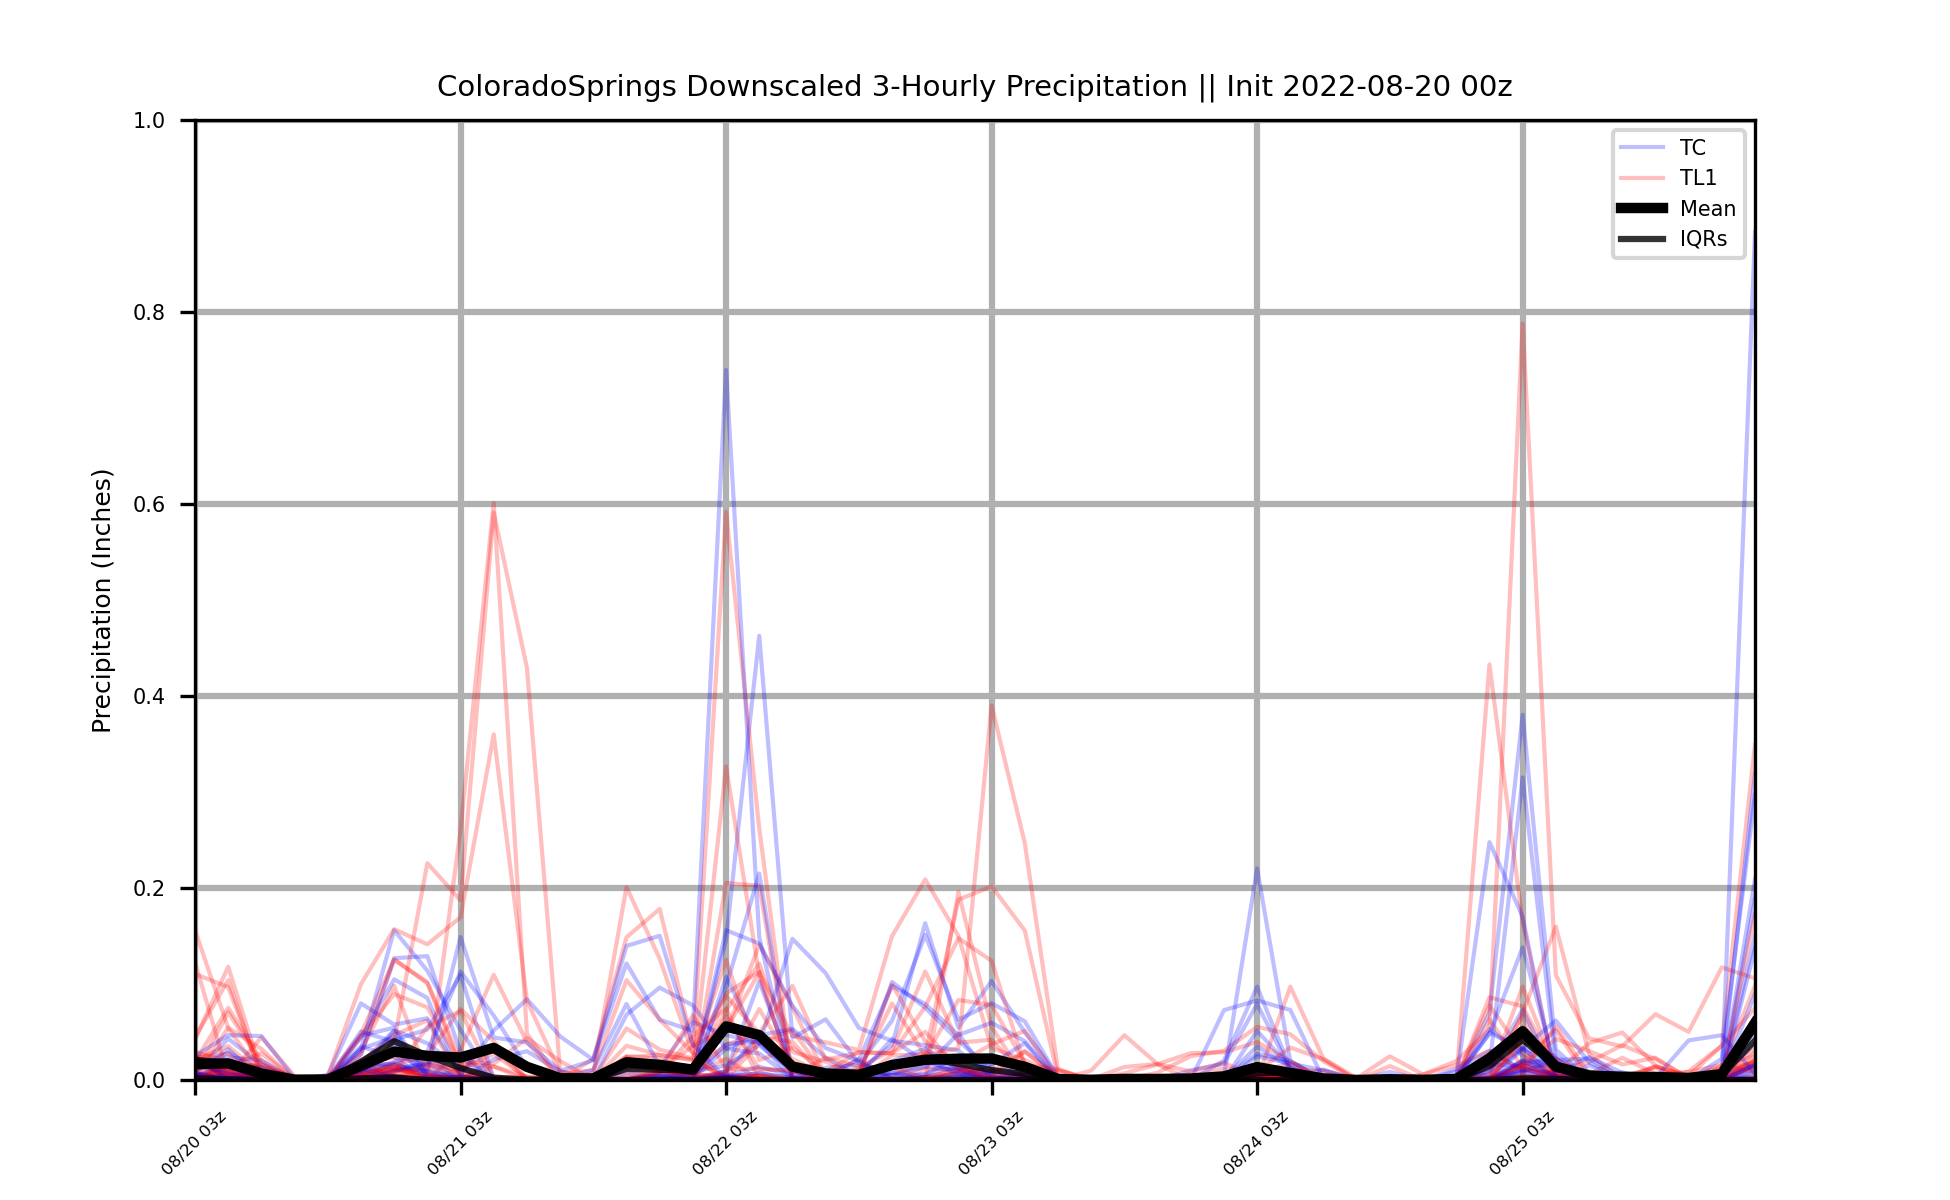 ColoradoSprings Downscaled 3-Hourly Precipitation || Init 2022-08-20 00z
1.0
0.8
0.6
0.4
0.2
0.0
Precipitation (Inches)
TC
TL1
Mean
IQRs
08/20 03z
08/21 03z
08/22 03z
08/23 03z
08/24 03z
08/25 03z